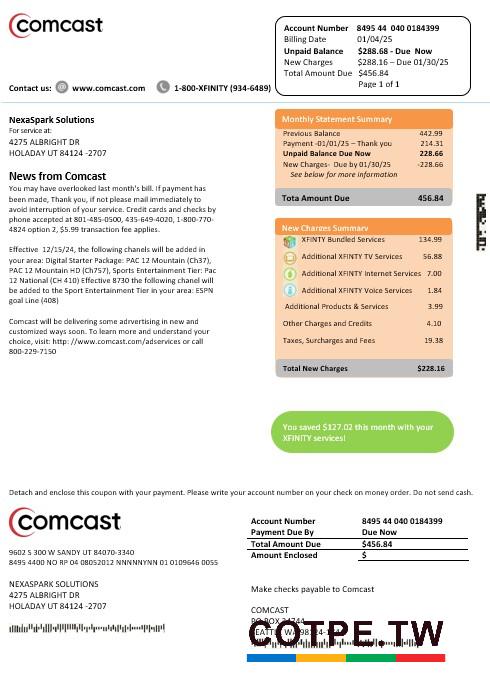 comcast
Account Number 8495 44 040 0184399
Billing Date 01/04/25
Unpaid Balance $288.68 - Due Now
New Charges $288.16 – Due 01/30/25
Total Amount Due $456.84
Page 1 of 1
Contact us: @ www.comcast.com 1-800-XFINITY (934-6489)
NexaSpark Solutions
For service at:
4275 ALBRIGHT DR
HOLADAY UT 84124 -2707
News from Comcast
You may have overlooked last month's bill. If payment has
been made, Thank you, if not please mail immediately to
avoid interruption of your service. Credit cards and checks by
phone accepted at 801-485-0500, 435-649-4020, 1-800-770-
4824 option 2, $5.99 transaction fee applies.
Effective 12/15/24, the following channels will be added in
your area: Digital Starter Package: PAC 12 Mountain (Ch37),
PAC 12 Mountain HD (Ch757), Sports Entertainment Tier: Pac
12 National (CH 410) Effective 8730 the following chanel will
be added to the Sport Entertainment Tier in your area: ESPN
goal Line (408)
Comcast will be delivering some advertising in new and
customized ways soon. To learn more and understand your
choice, visit: http: //www.comcast.com/adservices or call
800-229-7150
Monthly Statement Summary
Previous Balance 442.99
Payment -01/01/25 – Thank you 214.31
Unpaid Balance Due Now 228.66
New Charges- Due by 01/30/25 -228.66
See below for more information
Tota Amount Due 456.84
New Charges Summary
XFINITY Bundled Services 134.99
Additional XFINITY TV Services 56.88
Additional XFINITY Internet Services 7.00
Additional XFINITY Voice Services 1.84
Additional Products & Services 3.99
Other Charges and Credits 4.10
Taxes, Surcharges and Fees 19.38
Total New Charges $228.16
You saved $127.02 this month with your
XFINITY services!
Detach and enclose this coupon with your payment. Please write your account number on your check on money order. Do not send cash.
comcast
9602 S 300 W SANDY UT 84070-3340
8495 4400 NO RP 04 08052012 NNNNNYNN 01 0109646 0055
NEXASPARK SOLUTIONS
4275 ALBRIGHT DR
HOLADAY UT 84124 -2707
Account Number 8495 44 040 0184399
Payment Due By Due Now
Total Amount Due $456.84
Amount Enclosed $
Make checks payable to Comcast
COMCAST
PO BOX 34744
SEATTLE WA 98124-1
COTPE.TW